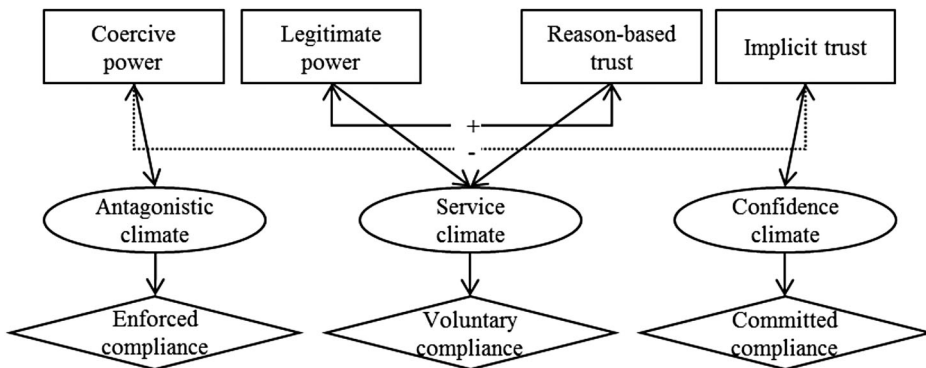 Coercive
power
Legitimate
power
Reason-based
trust
Implicit trust
+
-
Antagonistic
climate
Service
climate
Confidence
climate
Enforced
compliance
Voluntary
compliance
Committed
compliance